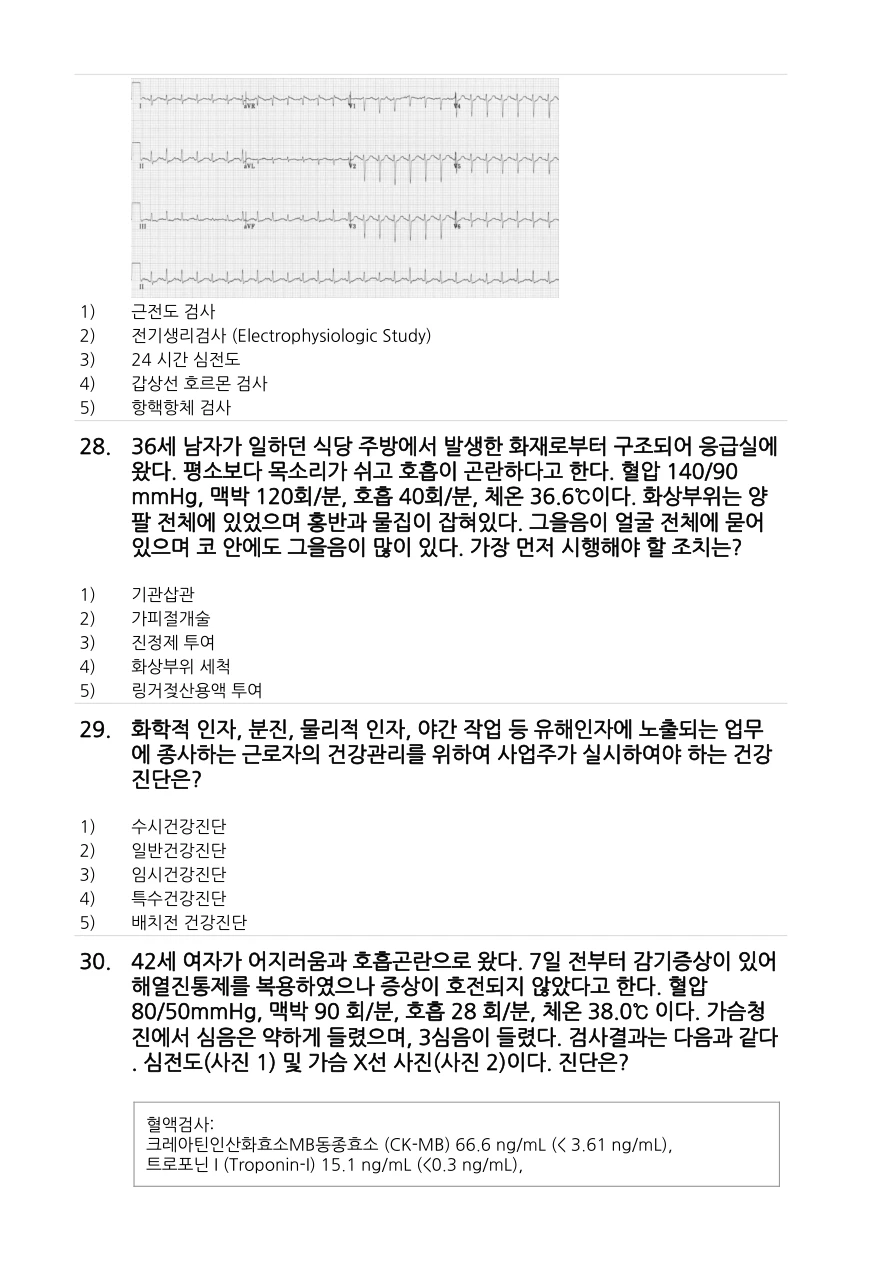 I aVR V1 V4
II aVL V2 V5
III aVF V3 V6
II
1) 근전도 검사
2) 전기생리검사 (Electrophysiologic Study)
3) 24 시간 심전도
4) 갑상선 호르몬 검사
5) 항핵항체 검사
28. 36세 남자가 일하던 식당 주방에서 발생한 화재로부터 구조되어 응급실에
왔다. 평소보다 목소리가 쉬고 호흡이 곤란하다고 한다. 혈압 140/90
mmHg, 맥박 120회/분, 호흡 40회/분, 체온 36.6℃이다. 화상부위는 양
팔 전체에 있었으며 홍반과 물집이 잡혀있다. 그을음이 얼굴 전체에 묻어
있으며 코 안에도 그을음이 많이 있다. 가장 먼저 시행해야 할 조치는?
1) 기관삽관
2) 가피절개술
3) 진정제 투여
4) 화상부위 세척
5) 링거젖산용액 투여
29. 화학적 인자, 분진, 물리적 인자, 야간 작업 등 유해인자에 노출되는 업무
에 종사하는 근로자의 건강관리를 위하여 사업주가 실시하여야 하는 건강
진단은?
1) 수시건강진단
2) 일반건강진단
3) 임시건강진단
4) 특수건강진단
5) 배치전 건강진단
30. 42세 여자가 어지러움과 호흡곤란으로 왔다. 7일 전부터 감기증상이 있어
해열진통제를 복용하였으나 증상이 호전되지 않았다고 한다. 혈압
80/50mmHg, 맥박 90 회/분, 호흡 28 회/분, 체온 38.0℃ 이다. 가슴청
진에서 심음은 약하게 들렸으며, 3심음이 들렸다. 검사결과는 다음과 같다
. 심전도(사진 1) 및 가슴 X선 사진(사진 2)이다. 진단은?
혈액검사:
크레아틴인산화효소MB동종효소 (CK-MB) 66.6 ng/mL (< 3.61 ng/mL),
트로포닌 I (Troponin-I) 15.1 ng/mL (<0.3 ng/mL),